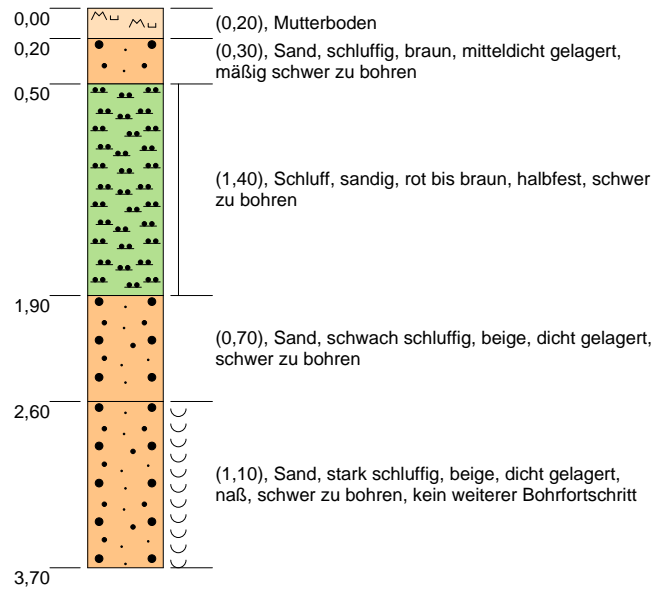 0,00
(0,20), Mutterboden
0,20
(0,30), Sand, schluffig, braun, mitteldicht gelagert,
mäßig schwer zu bohren
0,50
(1,40), Schluff, sandig, rot bis braun, halbfest, schwer
zu bohren
1,90
(0,70), Sand, schwach schluffig, beige, dicht gelagert,
schwer zu bohren
2,60
(1,10), Sand, stark schluffig, beige, dicht gelagert,
naß, schwer zu bohren, kein weiterer Bohrfortschritt
3,70